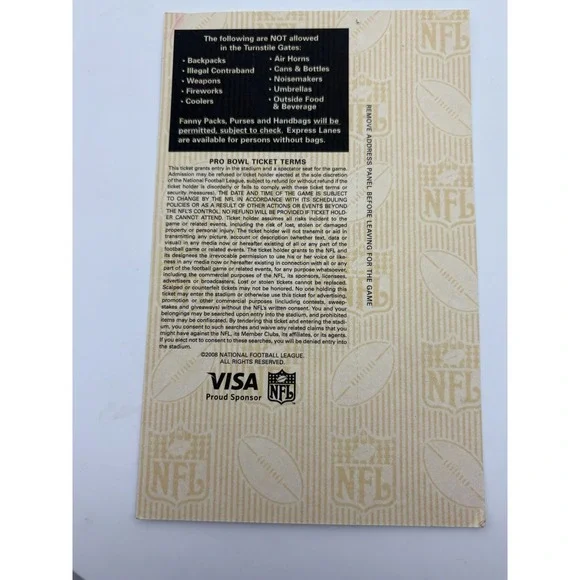 The following are NOT allowed
in the Turnstile Gates:
• Backpacks
• Illegal Contraband
• Weapons
• Fireworks
• Coolers
• Air Horns
• Cans & Bottles
• Noisemakers
• Umbrellas
• Outside Food
& Beverage
Fanny Packs, Purses and Handbags will be
permitted, subject to check. Express Lanes
are available for persons without bags.
REMOVE ADDRESS PANEL BEFORE LEAVING FOR THE GAME
PRO BOWL TICKET TERMS
This ticket grants entry in the stadium and a spectator seat for the game.
Admission may be refused or ticket holder ejected at the sole discretion
of the National Football League, subject to refund (or without refund if the
ticket holder is disorderly or fails to comply with these ticket terms or
security measures). THE DATE AND TIME OF THE GAME IS SUBJECT
TO CHANGE BY THE NFL IN ACCORDANCE WITH ITS SCHEDULING
POLICIES OR AS A RESULT OF OTHER ACTIONS OR EVENTS BEYOND
THE NFL'S CONTROL. NO REFUND WILL BE PROVIDED IF TICKET HOLD-
ER CANNOT ATTEND. Ticket holder assumes all risks incident to the
game or related events, including the risk of lost, stolen or damaged
property or personal injury. The ticket holder will not transmit or aid in
transmitting any picture, account or description (whether text, data or
visual) in any media now or hereafter existing of all or any part of the
football game or related events. The ticket holder grants to the NFL and
its designees the irrevocable permission to use his or her voice or like-
ness in any media now or hereafter existing in connection with all or any
part of the football game or related events, for any purpose whatsoever,
including the commercial purposes of the NFL, its sponsors, licensees,
advertisers or broadcasters. Lost or stolen tickets cannot be replaced.
Scalped or counterfeit tickets may not be honored. No one holding this
ticket may enter the stadium or otherwise use this ticket for advertising,
promotion or other commercial purposes (including contests, sweep-
stakes and giveaways) without the NFL's written consent. You and your
belongings may be searched upon entry into the stadium, and prohibited
items may be confiscated. By tendering this ticket and entering the stadi-
um, you consent to such searches and waive any related claims that you
might have against the NFL, its Member Clubs, its affiliates, or its agents.
If you elect not to consent to these searches, you will be denied entry into
the stadium.
©2006 NATIONAL FOOTBALL LEAGUE.
ALL RIGHTS RESERVED.
VISA
Proud Sponsor
NFL
NFL
NFL
NFL